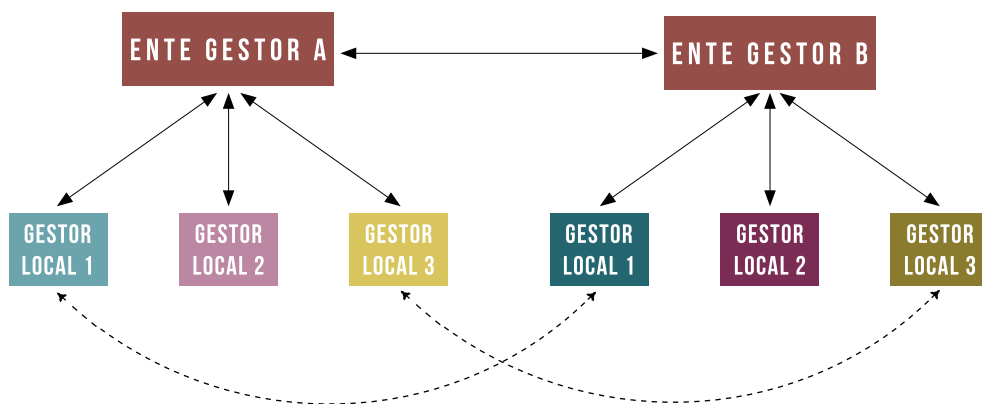 ENTE GESTOR A
ENTE GESTOR B
GESTOR
LOCAL 1
GESTOR
LOCAL 2
GESTOR
LOCAL 3
GESTOR
LOCAL 1
GESTOR
LOCAL 2
GESTOR
LOCAL 3